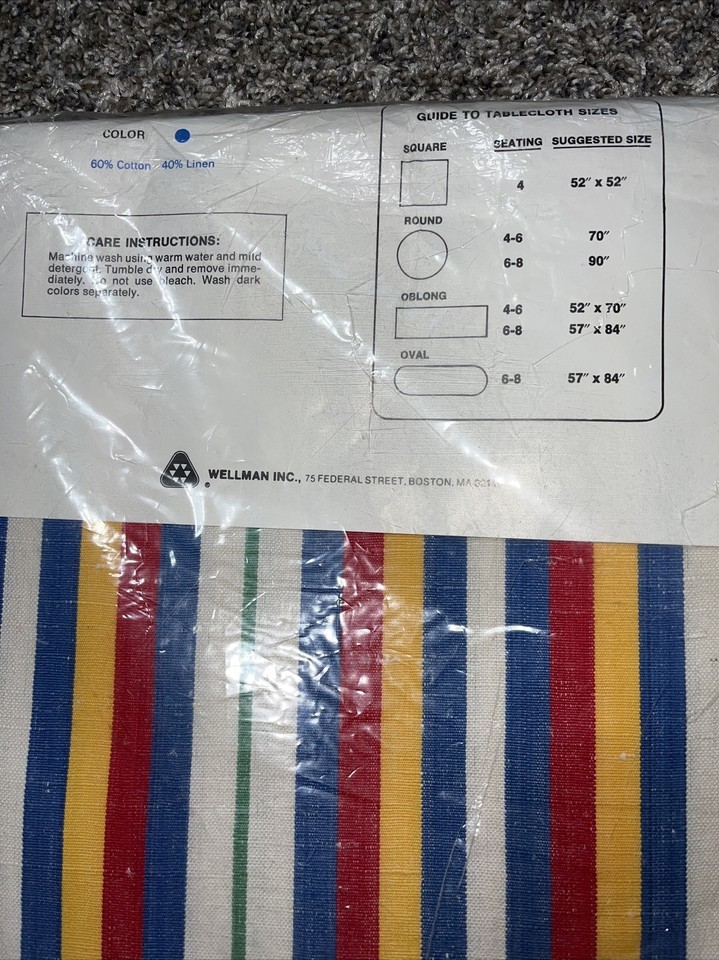 COLOR
60% Cotton 40% Linen
CARE INSTRUCTIONS:
Machine wash using warm water and mild
detergent. Tumble dry and remove imme-
diately. Do not use bleach. Wash dark
colors separately.
GUIDE TO TABLECLOTH SIZES
SEATING SUGGESTED SIZE
SQUARE
4 52" x 52"
ROUND
4-6 70"
6-8 90"
OBLONG
4-6 52" x 70"
6-8 57" x 84"
OVAL
6-8 57" x 84"
WELLMAN INC., 75 FEDERAL STREET, BOSTON, MA